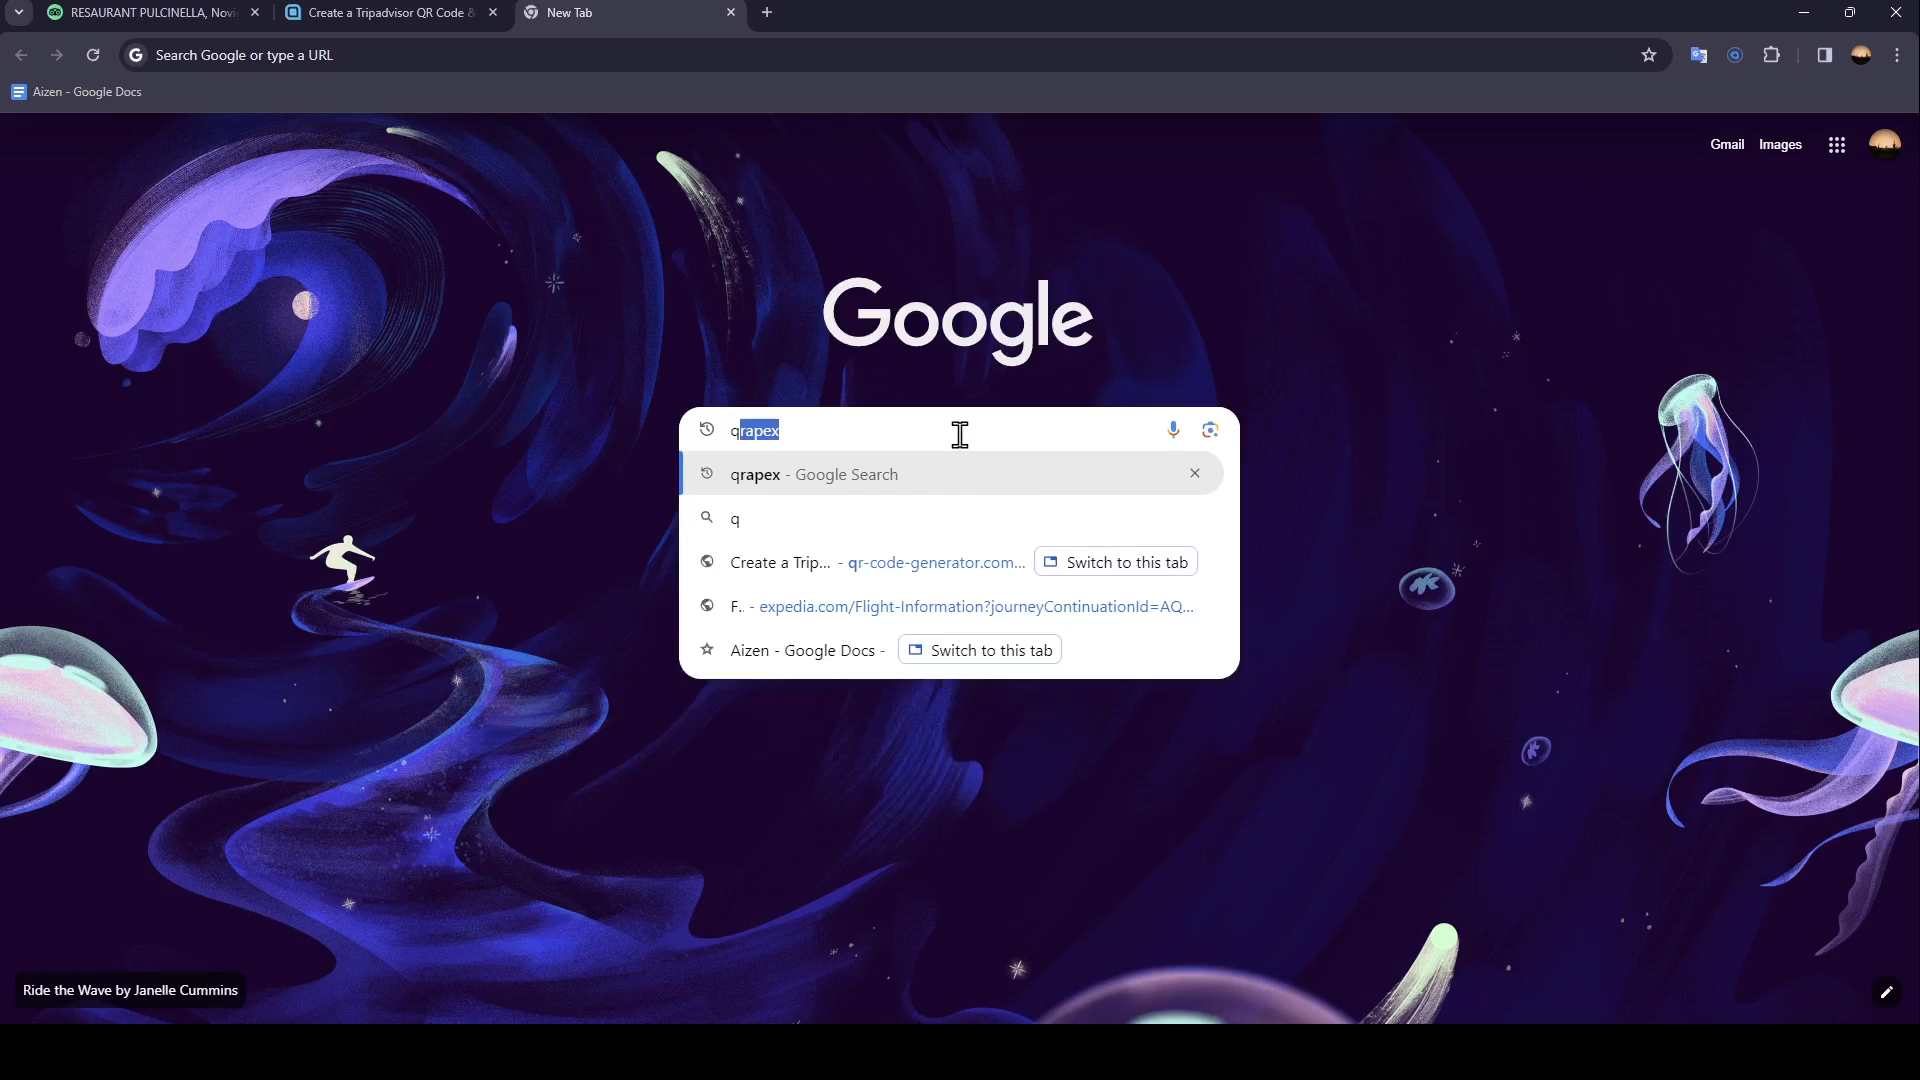 RESAURANT PULCINELLA, Novi
Create a Tripadvisor QR Code &
New Tab
Search Google or type a URL
Aizen - Google Docs
Gmail Images
Google
qrapex
qrapex - Google Search
q
Create a Trip... - qr-code-generator.com... Switch to this tab
F.. - expedia.com/Flight-Information?journeyContinuationId=AQ...
Aizen - Google Docs - Switch to this tab
Ride the Wave by Janelle Cummins